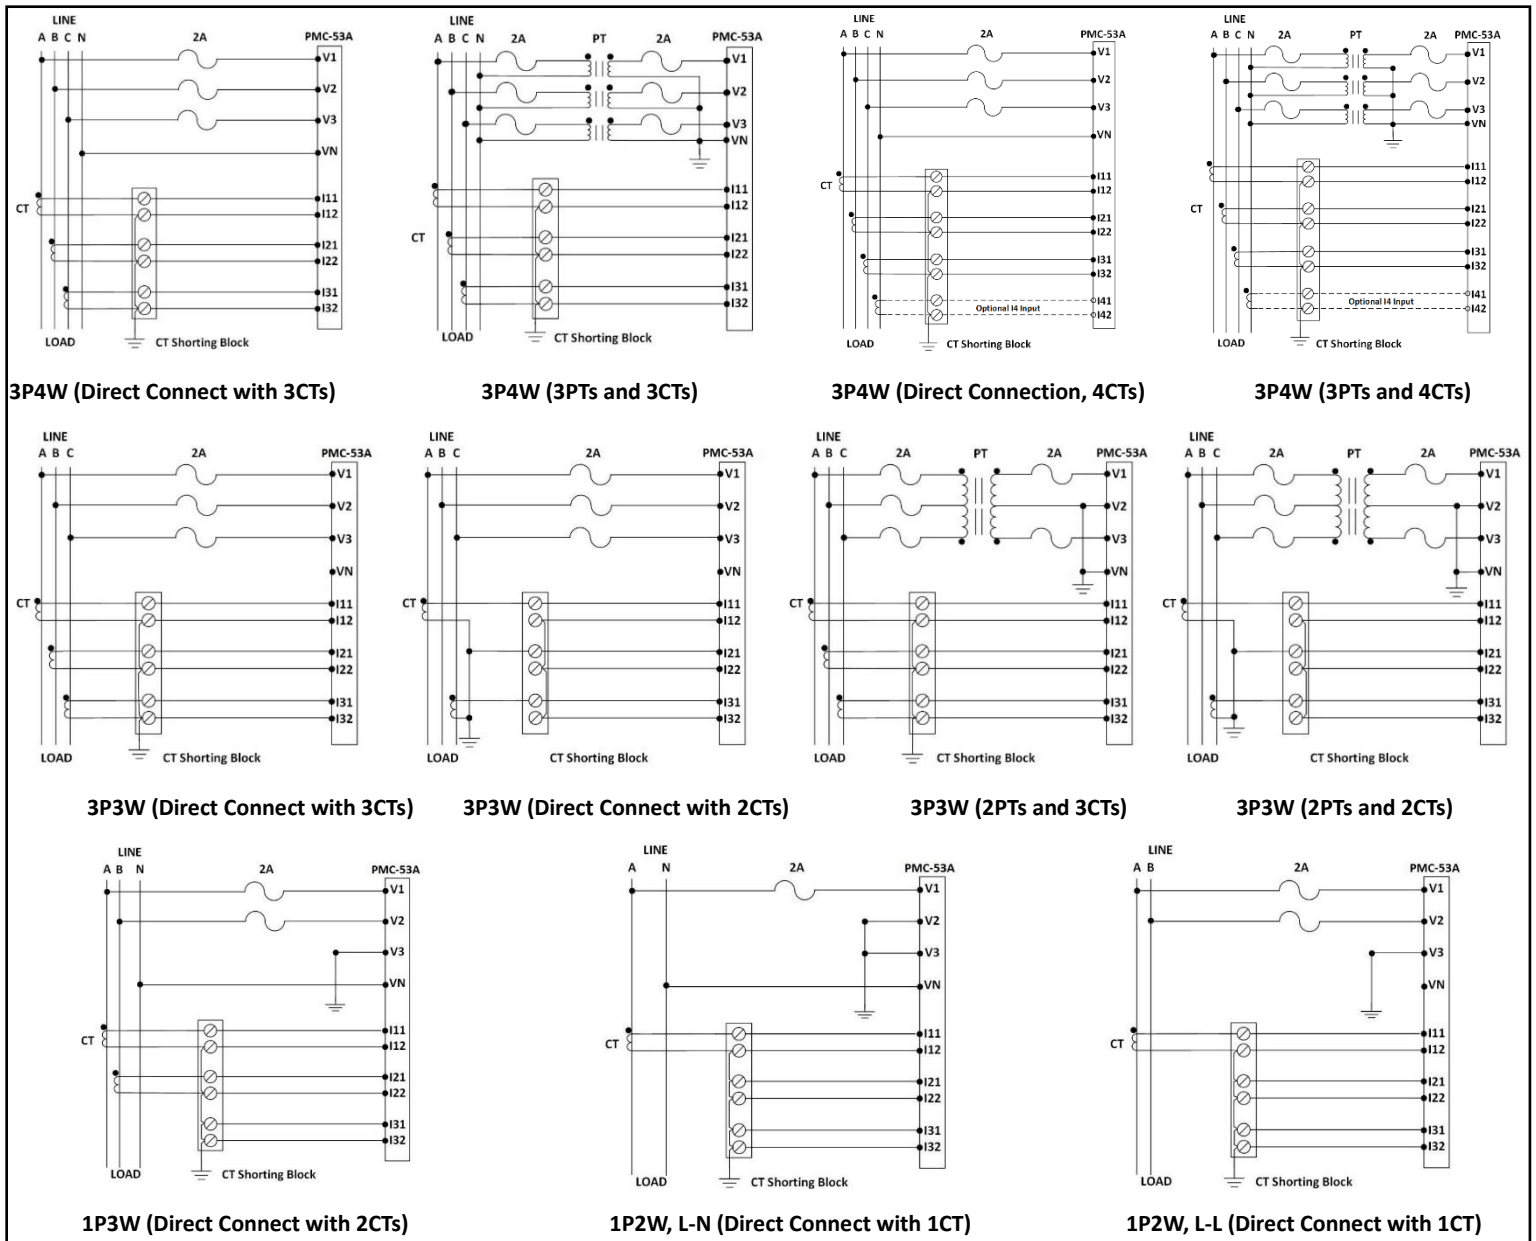 LINE
A B C N 2A PMC-53A
V1
V2
V3
VN
CT
I11
I12
I21
I22
I31
I32
LOAD CT Shorting Block
3P4W (Direct Connect with 3CTs)
LINE
A B C N 2A PT 2A PMC-53A
V1
V2
V3
VN
I11
I12
CT I21
I22
I31
I32
LOAD CT Shorting Block
3P4W (3PTs and 3CTs)
LINE
A B C N 2A PMC-53A
V1
V2
V3
VN
CT I11
I12
I21
I22
I31
I32
I41
Optional I4 Input
I42
LOAD CT Shorting Block
3P4W (Direct Connection, 4CTs)
LINE
A B C N 2A PT 2A PMC-53A
V1
V2
V3
VN
I11
I12
CT I21
I22
I31
I32
I41
Optional I4 Input
I42
LOAD CT Shorting Block
3P4W (3PTs and 4CTs)
LINE
A B C 2A PMC-53A
V1
V2
V3
VN
CT I11
I12
I21
I22
I31
I32
LOAD CT Shorting Block
3P3W (Direct Connect with 3CTs)
LINE
A B C 2A PMC-53A
V1
V2
V3
VN
CT I11
I12
I21
I22
I31
I32
LOAD CT Shorting Block
3P3W (Direct Connect with 2CTs)
LINE
A B C 2A PT 2A PMC-53A
V1
V2
V3
VN
CT I11
I12
I21
I22
I31
I32
LOAD CT Shorting Block
3P3W (2PTs and 3CTs)
LINE
A B C 2A PT 2A PMC-53A
V1
V2
V3
VN
CT I11
I12
I21
I22
I31
I32
LOAD CT Shorting Block
3P3W (2PTs and 2CTs)
LINE
A B N 2A PMC-53A
V1
V2
V3
VN
I11
CT I12
I21
I22
I31
I32
LOAD CT Shorting Block
1P3W (Direct Connect with 2CTs)
LINE
A N 2A PMC-53A
V1
V2
V3
VN
I11
CT I12
I21
I22
I31
I32
LOAD CT Shorting Block
1P2W, L-N (Direct Connect with 1CT)
LINE
A B 2A PMC-53A
V1
V2
V3
VN
I11
CT I12
I21
I22
I31
I32
LOAD CT Shorting Block
1P2W, L-L (Direct Connect with 1CT)